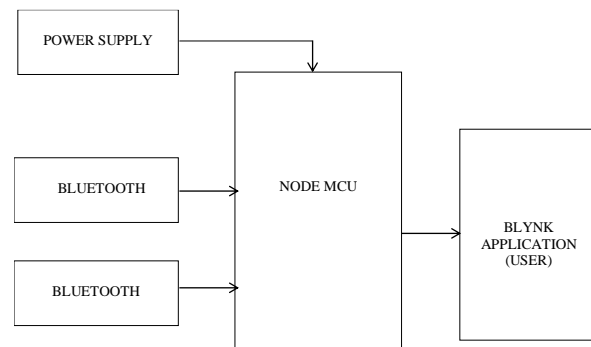 POWER SUPPLY
BLUETOOTH
NODE MCU
BLYNK
APPLICATION
(USER)
BLUETOOTH